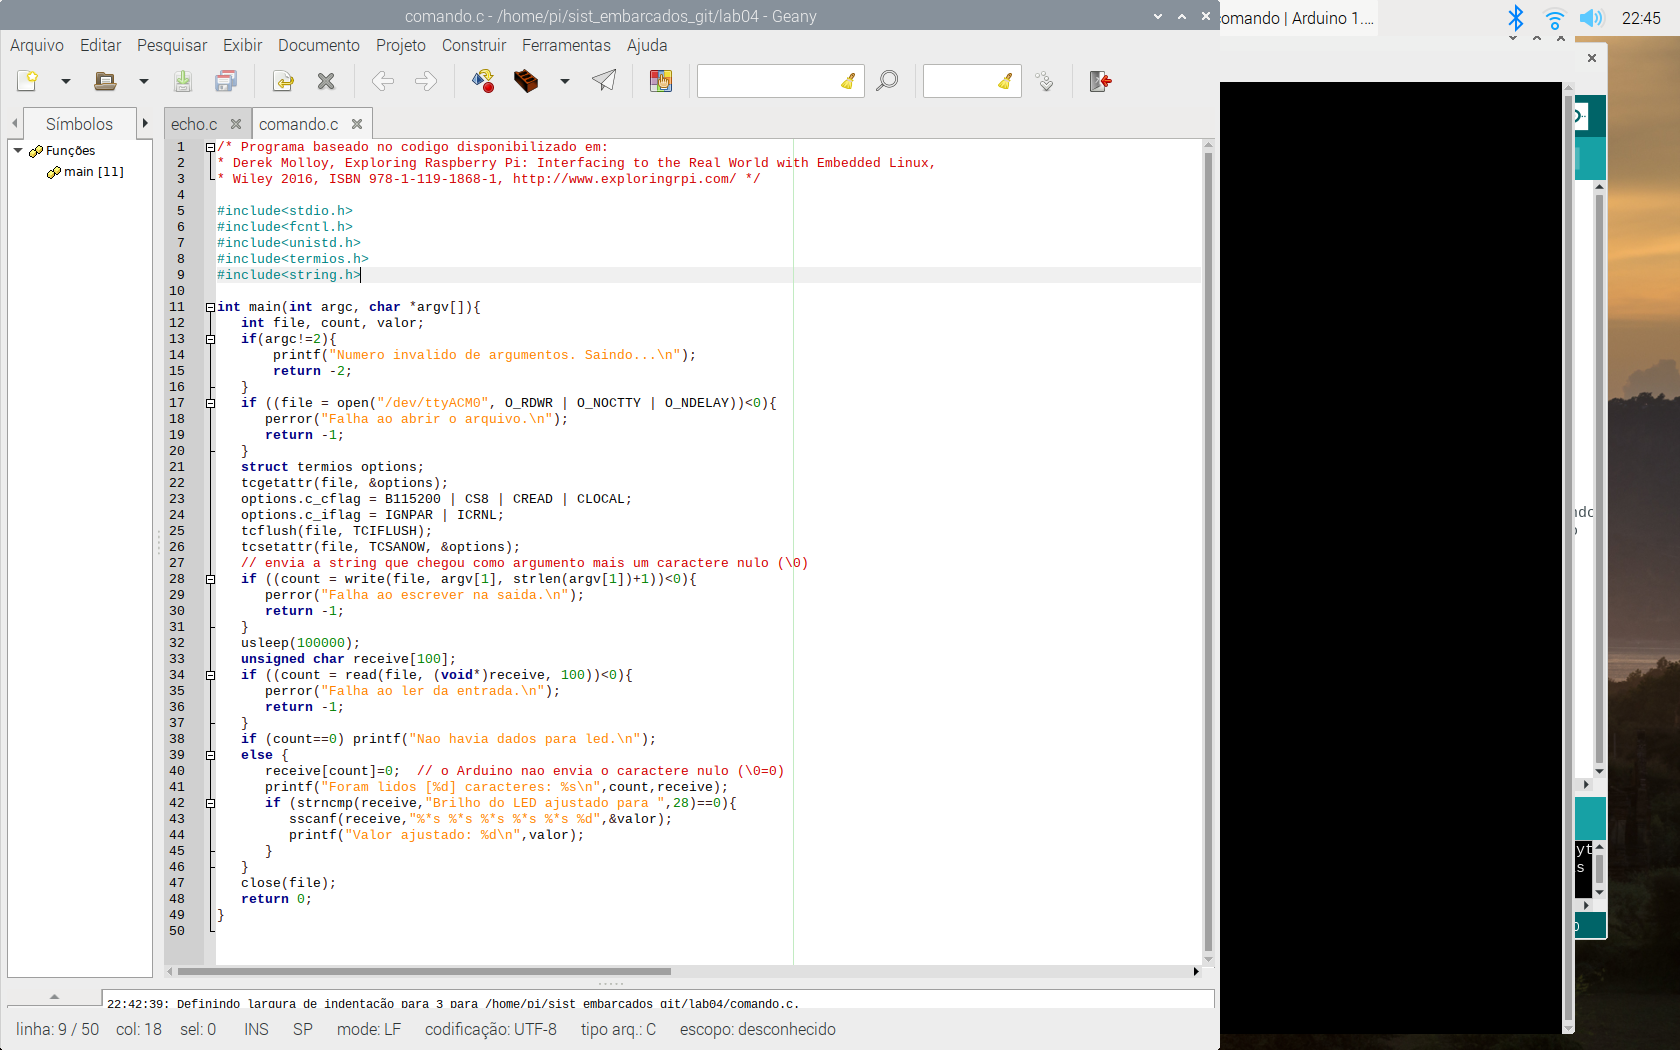 comando.c - /home/pi/sist_embarcados_git/lab04 - Geany
comando | Arduino 1....
22:45
Arquivo Editar Pesquisar Exibir Documento Projeto Construir Ferramentas Ajuda
Símbolos
echo.c
comando.c
Funções
main [11]
1 /* Programa baseado no codigo disponibilizado em:
2 * Derek Molloy, Exploring Raspberry Pi: Interfacing to the Real World with Embedded Linux,
3 * Wiley 2016, ISBN 978-1-119-1868-1, http://www.exploringrpi.com/ */
4
5 #include<stdio.h>
6 #include<fcntl.h>
7 #include<unistd.h>
8 #include<termios.h>
9 #include<string.h>
10
11 int main(int argc, char *argv[]){
12 int file, count, valor;
13 if(argc!=2){
14 printf("Numero invalido de argumentos. Saindo...\n");
15 return -2;
16 }
17 if ((file = open("/dev/ttyACM0", O_RDWR | O_NOCTTY | O_NDELAY))<0){
18 perror("Falha ao abrir o arquivo.\n");
19 return -1;
20 }
21 struct termios options;
22 tcgetattr(file, &options);
23 options.c_cflag = B115200 | CS8 | CREAD | CLOCAL;
24 options.c_iflag = IGNPAR | ICRNL;
25 tcflush(file, TCIFLUSH);
26 tcsetattr(file, TCSANOW, &options);
27 // envia a string que chegou como argumento mais um caractere nulo (\0)
28 if ((count = write(file, argv[1], strlen(argv[1])+1))<0){
29 perror("Falha ao escrever na saida.\n");
30 return -1;
31 }
32 usleep(100000);
33 unsigned char receive[100];
34 if ((count = read(file, (void*)receive, 100))<0){
35 perror("Falha ao ler da entrada.\n");
36 return -1;
37 }
38 if (count==0) printf("Nao havia dados para led.\n");
39 else {
40 receive[count]=0; // o Arduino nao envia o caractere nulo (\0=0)
41 printf("Foram lidos [%d] caracteres: %s\n",count,receive);
42 if (strncmp(receive,"Brilho do LED ajustado para ",28)==0){
43 sscanf(receive,"%*s %*s %*s %*s %*s %d",&valor);
44 printf("Valor ajustado: %d\n",valor);
45 }
46 }
47 close(file);
48 return 0;
49 }
50
22:42:39: Definindo largura de indentação para 3 para /home/pi/sist_embarcados_git/lab04/comando.c.
linha: 9 / 50 col: 18 sel: 0 INS SP mode: LF codificação: UTF-8 tipo arq.: C escopo: desconhecido